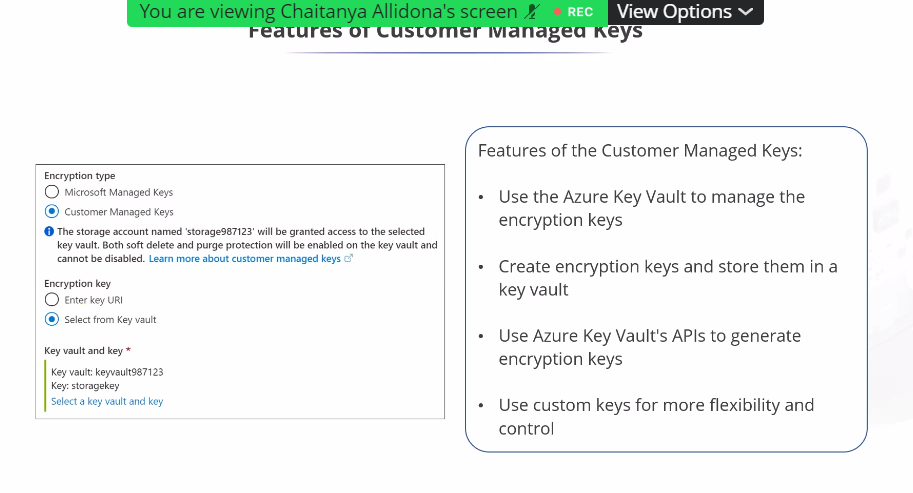 You are viewing Chaitanya Allidona's screen
REC
View Options
Features of Customer Managed Keys
Encryption type
Microsoft Managed Keys
Customer Managed Keys
The storage account named 'storage987123' will be granted access to the selected
key vault. Both soft delete and purge protection will be enabled on the key vault and
cannot be disabled. Learn more about customer managed keys
Encryption key
Enter key URI
Select from Key vault
Key vault and key *
Key vault: keyvault987123
Key: storagekey
Select a key vault and key
Features of the Customer Managed Keys:
• Use the Azure Key Vault to manage the
encryption keys
• Create encryption keys and store them in a
key vault
• Use Azure Key Vault's APIs to generate
encryption keys
• Use custom keys for more flexibility and
control